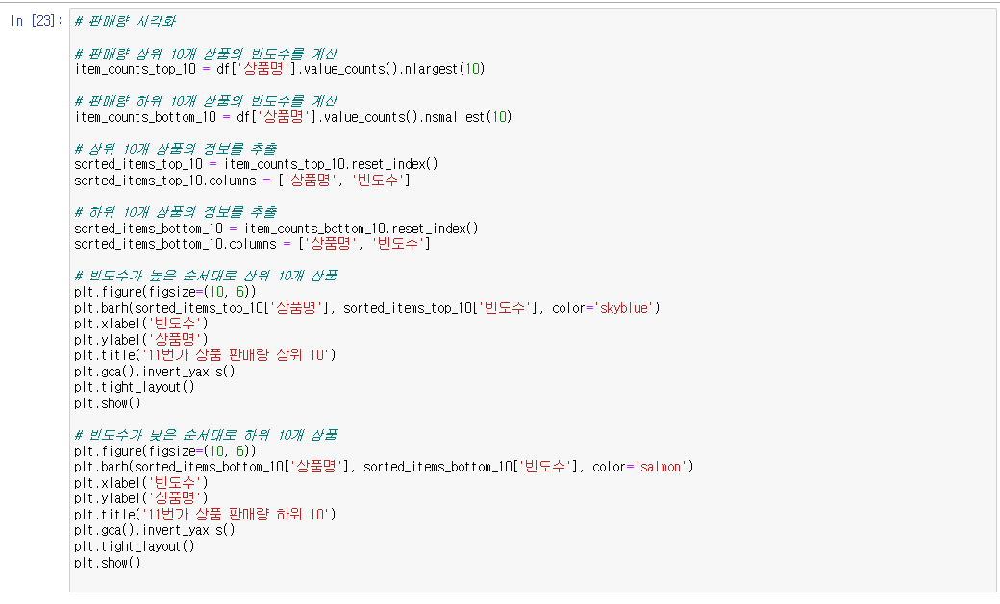 In [23]:
# 판매량 시각화
# 판매량 상위 10개 상품의 빈도수를 계산
item_counts_top_10 = df['상품명'].value_counts().nlargest(10)
# 판매량 하위 10개 상품의 빈도수를 계산
item_counts_bottom_10 = df['상품명'].value_counts().nsmallest(10)
# 상위 10개 상품의 정보를 추출
sorted_items_top_10 = item_counts_top_10.reset_index()
sorted_items_top_10.columns = ['상품명', '빈도수']
# 하위 10개 상품의 정보를 추출
sorted_items_bottom_10 = item_counts_bottom_10.reset_index()
sorted_items_bottom_10.columns = ['상품명', '빈도수']
# 빈도수가 높은 순서대로 상위 10개 상품
plt.figure(figsize=(10, 6))
plt.barh(sorted_items_top_10['상품명'], sorted_items_top_10['빈도수'], color='skyblue')
plt.xlabel('빈도수')
plt.ylabel('상품명')
plt.title('11번가 상품 판매량 상위 10')
plt.gca().invert_yaxis()
plt.tight_layout()
plt.show()
# 빈도수가 낮은 순서대로 하위 10개 상품
plt.figure(figsize=(10, 6))
plt.barh(sorted_items_bottom_10['상품명'], sorted_items_bottom_10['빈도수'], color='salmon')
plt.xlabel('빈도수')
plt.ylabel('상품명')
plt.title('11번가 상품 판매량 하위 10')
plt.gca().invert_yaxis()
plt.tight_layout()
plt.show()